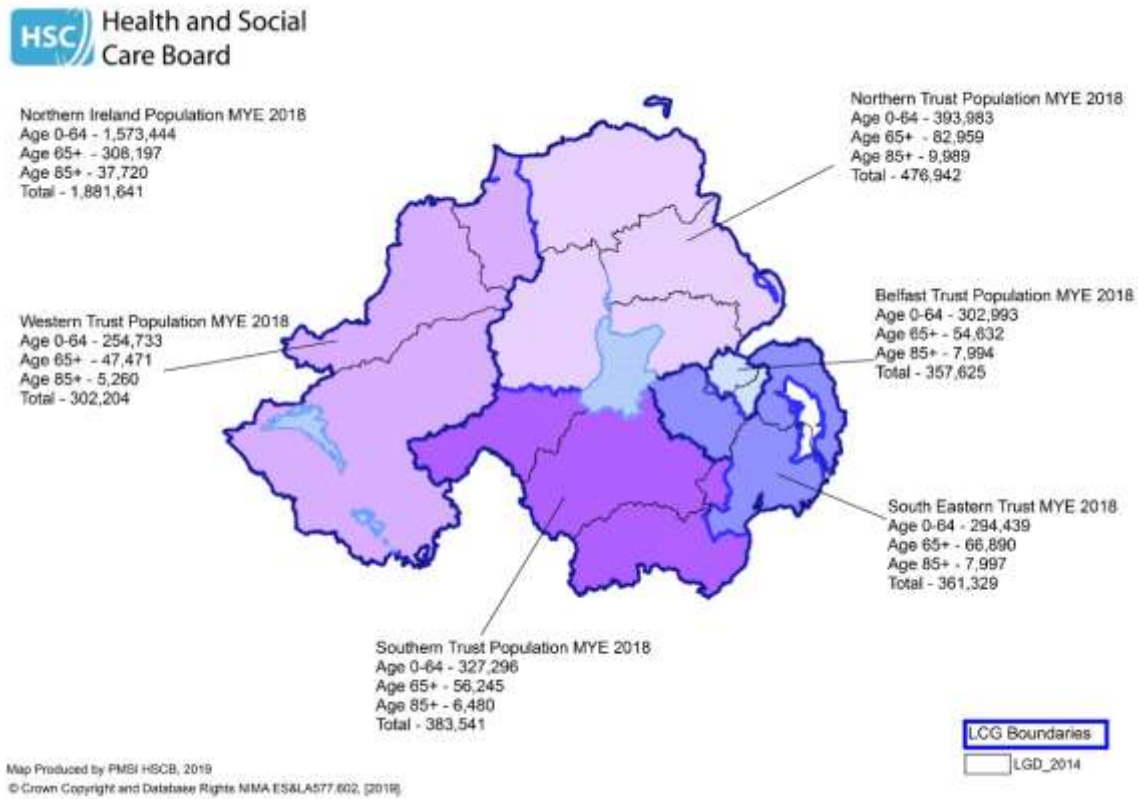 HSC
Health and Social
Care Board
Northern Ireland Population MYE 2018
Age 0-64 - 1,573,444
Age 65+ - 308,197
Age 85+ - 37,720
Total - 1,881,641
Northern Trust Population MYE 2018
Age 0-64 - 393,983
Age 65+ - 82,959
Age 85+ - 9,989
Total - 476,942
Western Trust Population MYE 2018
Age 0-64 - 254,733
Age 65+ - 47,471
Age 85+ - 5,260
Total - 302,204
Belfast Trust Population MYE 2018
Age 0-64 - 302,993
Age 65+ - 54,632
Age 85+ - 7,994
Total - 357,625
South Eastern Trust MYE 2018
Age 0-64 - 294,439
Age 65+ - 66,890
Age 85+ - 7,997
Total - 361,329
Southern Trust Population MYE 2018
Age 0-64 - 327,296
Age 65+ - 56,245
Age 85+ - 6,480
Total - 383,541
LCG Boundaries
LGD_2014
Map Produced by PMSI HSCB, 2019
© Crown Copyright and Database Rights NIMA ES&LA577.602, [2019].